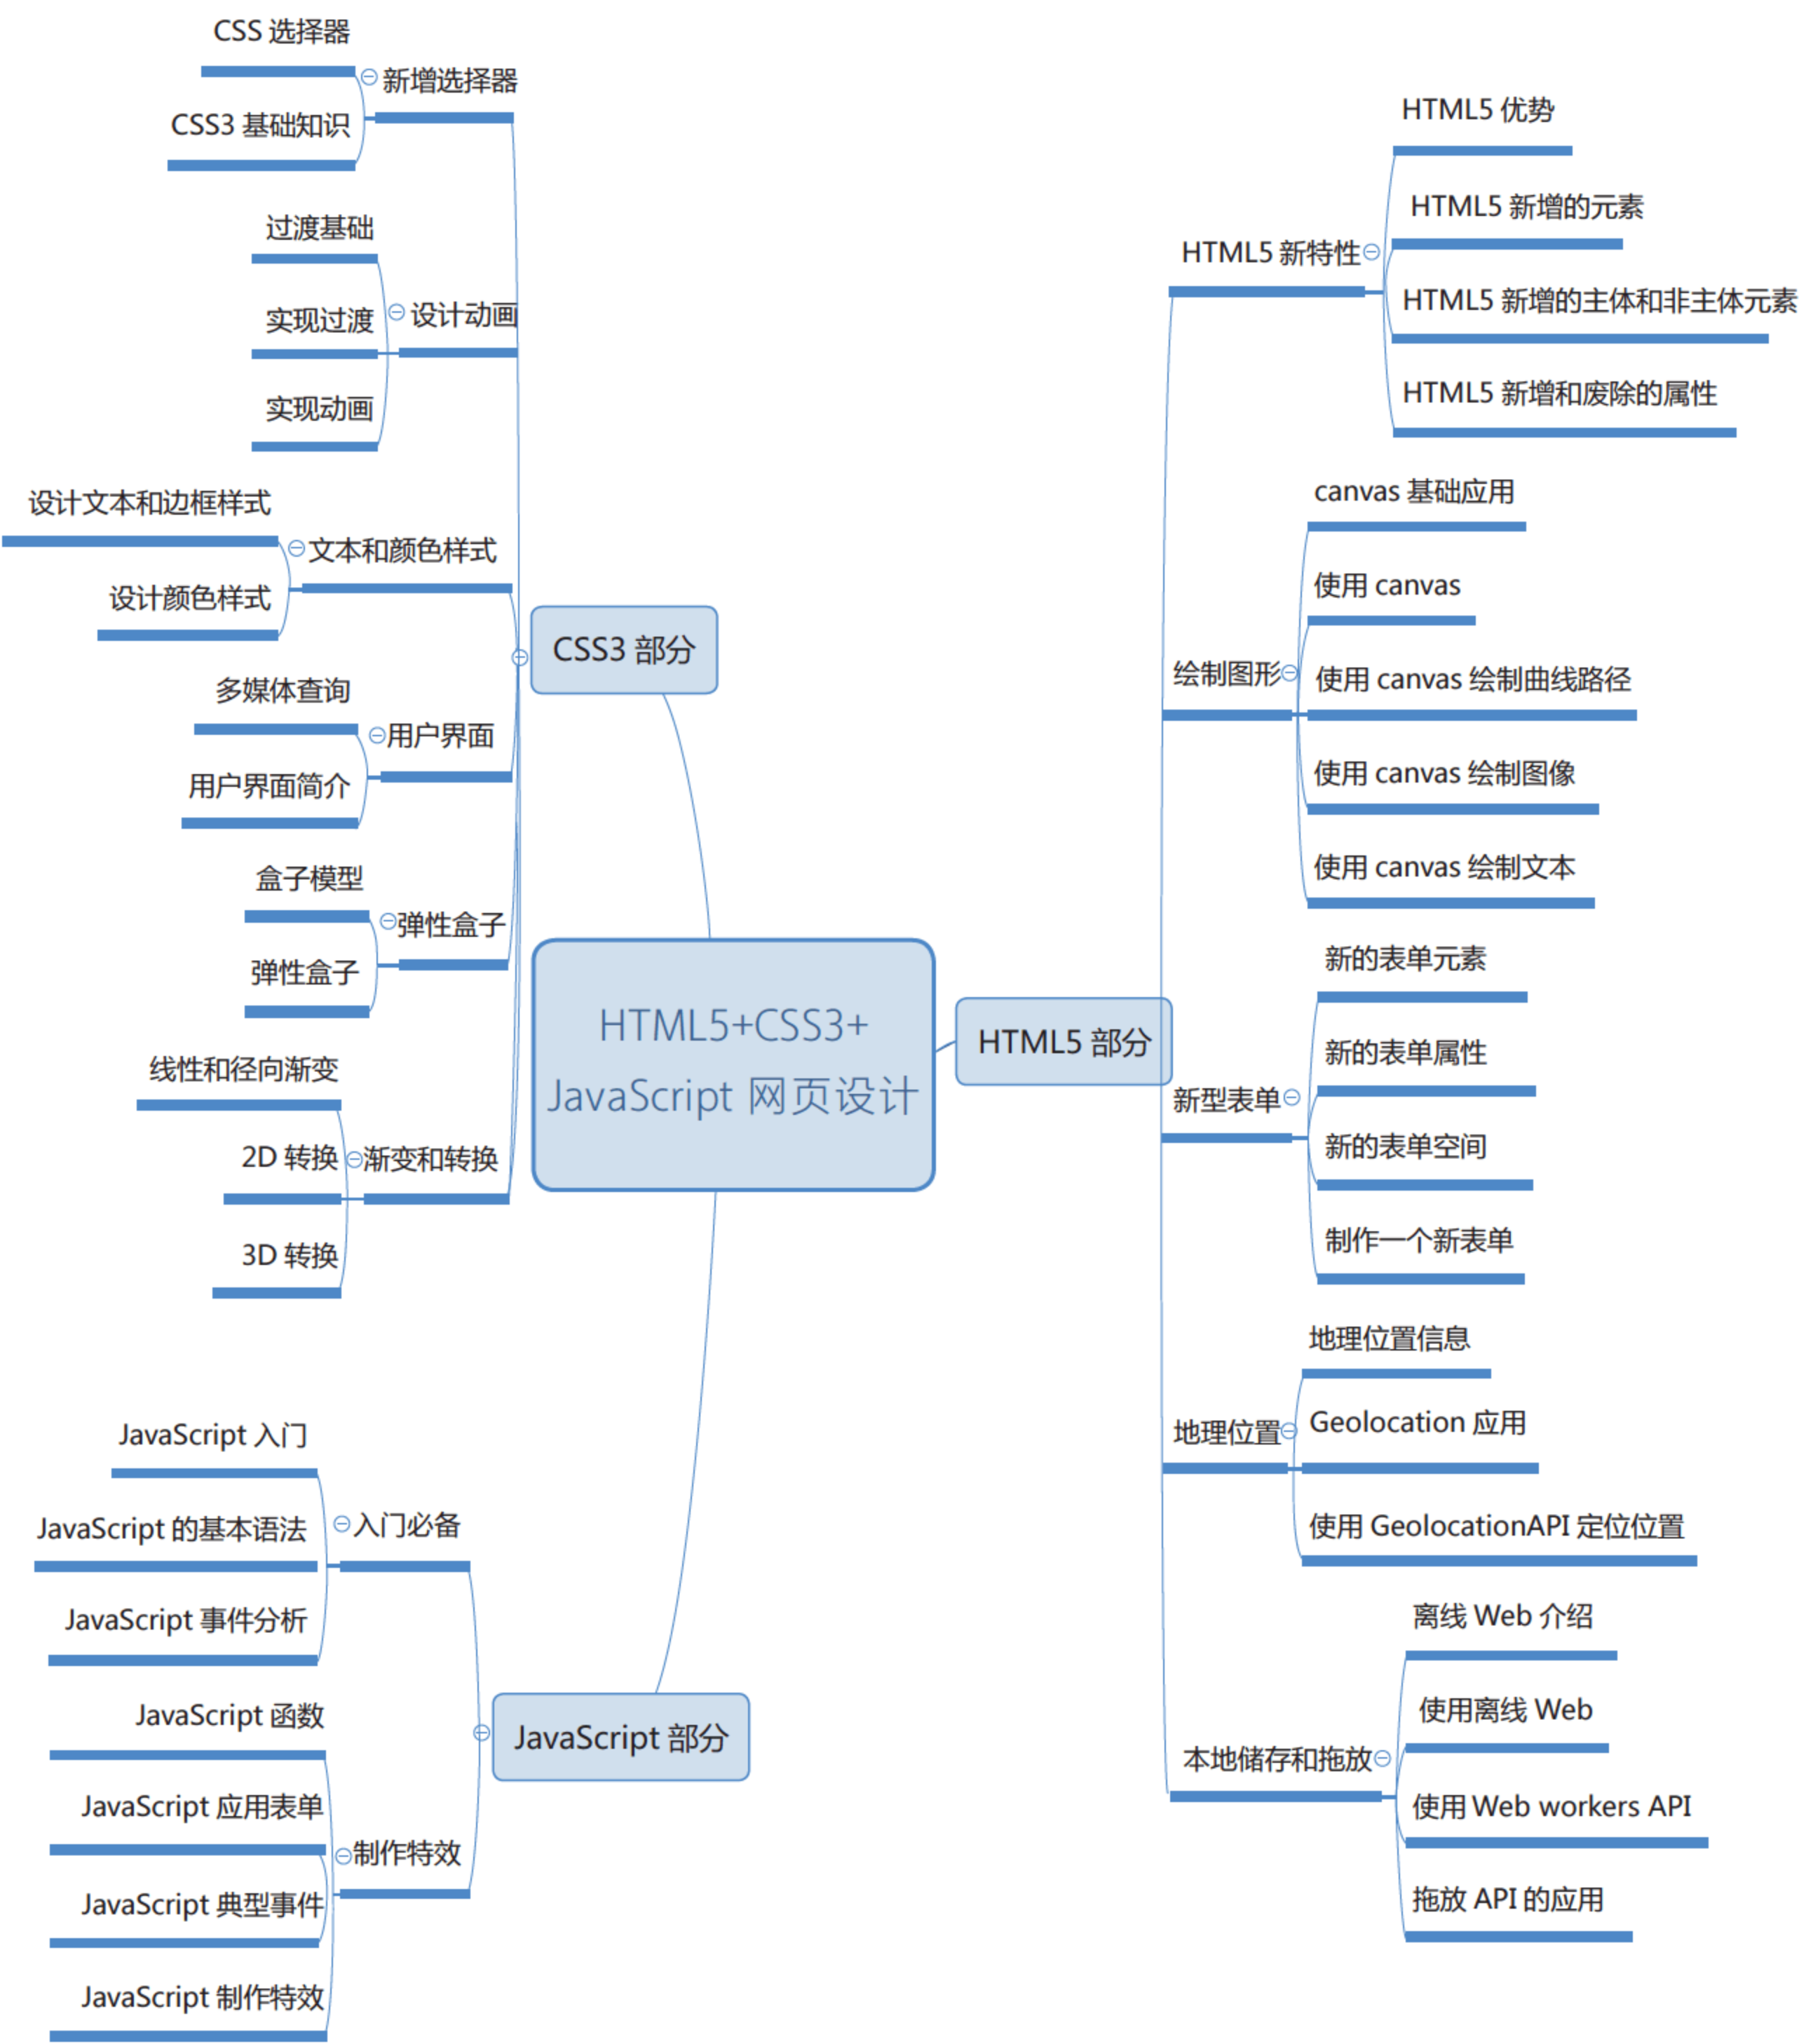 HTML5+CSS3+
JavaScript 网页设计
CSS3 部分
新增选择器
CSS 选择器
CSS3 基础知识
设计动画
过渡基础
实现过渡
实现动画
文本和颜色样式
设计文本和边框样式
设计颜色样式
用户界面
多媒体查询
用户界面简介
弹性盒子
盒子模型
弹性盒子
渐变和转换
线性和径向渐变
2D 转换
3D 转换
JavaScript 部分
入门必备
JavaScript 入门
JavaScript 的基本语法
JavaScript 事件分析
制作特效
JavaScript 函数
JavaScript 应用表单
JavaScript 典型事件
JavaScript 制作特效
HTML5 部分
HTML5 新特性
HTML5 优势
HTML5 新增的元素
HTML5 新增的主体和非主体元素
HTML5 新增和废除的属性
绘制图形
canvas 基础应用
使用 canvas
使用 canvas 绘制曲线路径
使用 canvas 绘制图像
使用 canvas 绘制文本
新型表单
新的表单元素
新的表单属性
新的表单空间
制作一个新表单
地理位置
地理位置信息
Geolocation 应用
使用 GeolocationAPI 定位位置
本地储存和拖放
离线 Web 介绍
使用离线 Web
使用 Web workers API
拖放 API 的应用